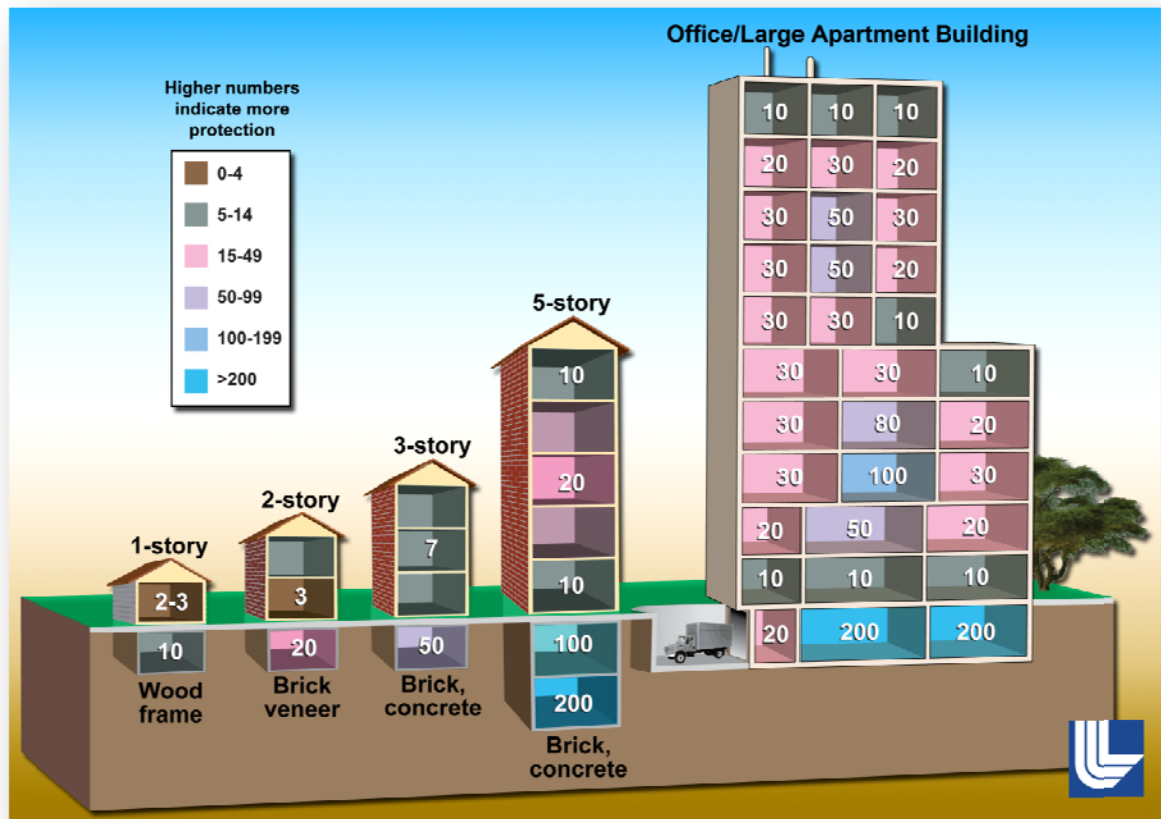 Office/Large Apartment Building
Higher numbers
indicate more
protection
0-4
5-14
15-49
50-99
100-199
>200
1-story
2-3
10
Wood
frame
2-story
3
20
Brick
veneer
3-story
7
50
Brick,
concrete
5-story
10
20
10
100
200
Brick,
concrete
10 10 10
20 30 20
30 50 30
30 50 20
30 30 10
30 30 10
30 80 20
30 100 30
20 50 20
10 10 10
20 200 200